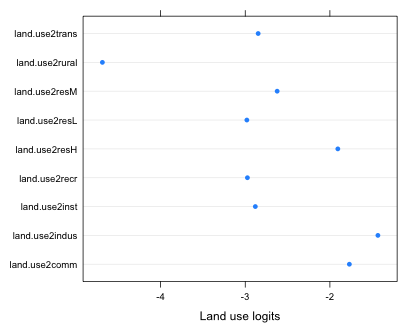 land.use2trans
land.use2rural
land.use2resM
land.use2resL
land.use2resH
land.use2recr
land.use2inst
land.use2indus
land.use2comm
-4 -3 -2
Land use logits